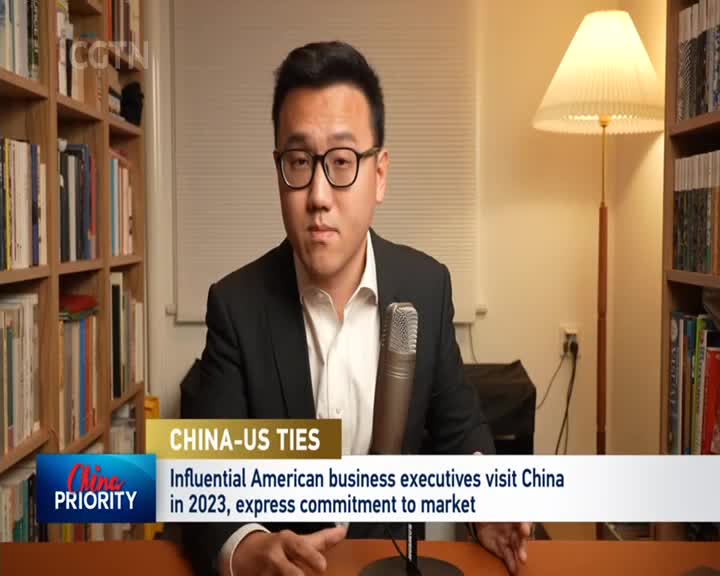 CGTN
CHINA-US TIES
China
PRIORITY
Influential American business executives visit China
in 2023, express commitment to market